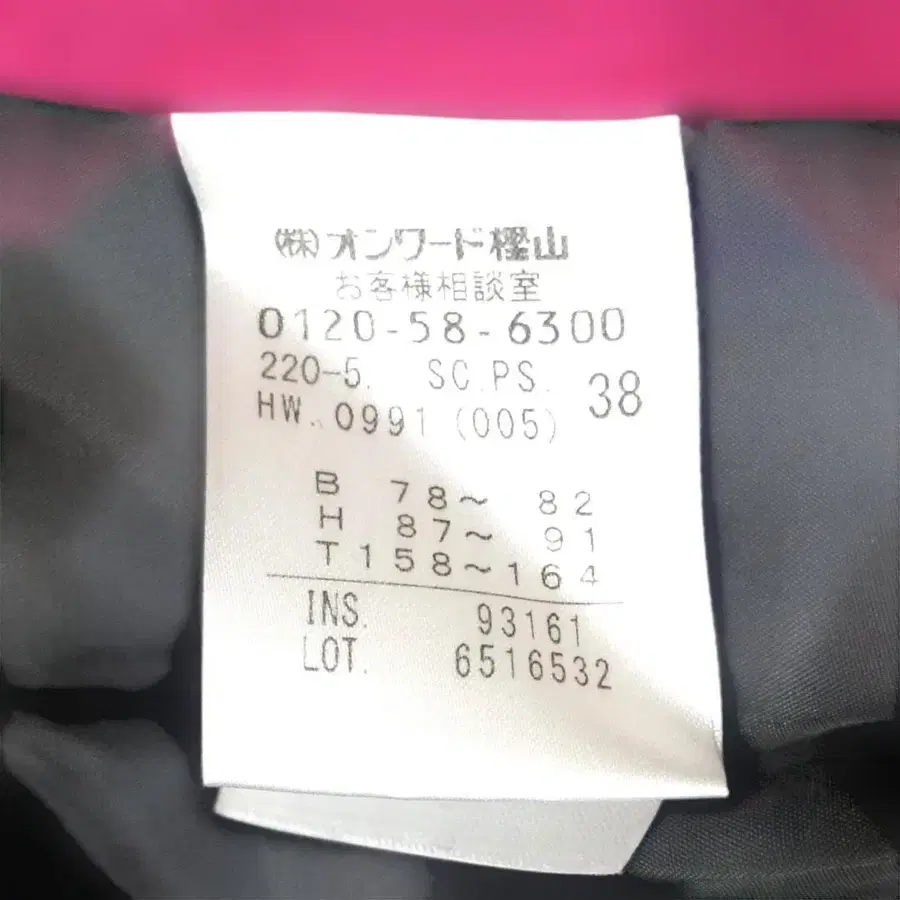 ㈱オンワード樫山
お客様相談室
0120-58-6300
220-5. SC.PS. 38
HW. 0991 (005)
B 78~ 82
H 87~ 91
T158~164
INS. 93161
LOT. 6516532